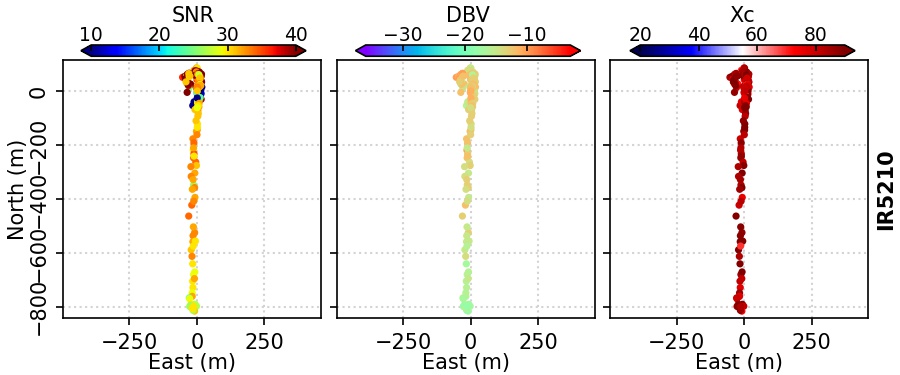 SNR DBV Xc
10 20 30 40 −30 −20 −10 20 40 60 80
North (m)
0
−200
−400
−600
−800
−250 0 250 −250 0 250 −250 0 250
East (m) East (m) East (m)
IR5210